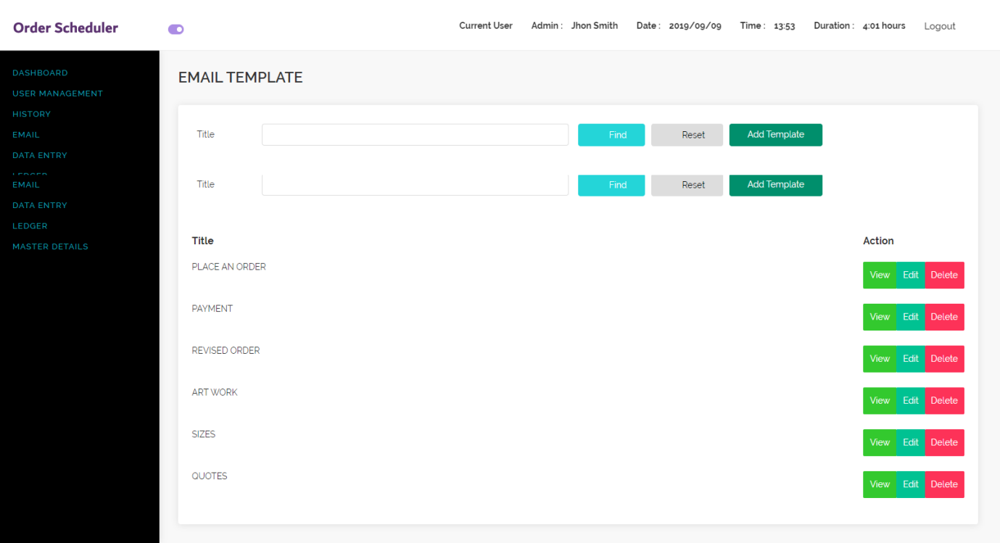 Order Scheduler
Current User Admin : Jhon Smith Date : 2019/09/09 Time : 13:53 Duration : 4:01 hours Logout
DASHBOARD
USER MANAGEMENT
HISTORY
EMAIL
DATA ENTRY
LEDGER
EMAIL
DATA ENTRY
LEDGER
MASTER DETAILS
EMAIL TEMPLATE
Title Find Reset Add Template
Title Find Reset Add Template
Title Action
PLACE AN ORDER View Edit Delete
PAYMENT View Edit Delete
REVISED ORDER View Edit Delete
ART WORK View Edit Delete
SIZES View Edit Delete
QUOTES View Edit Delete